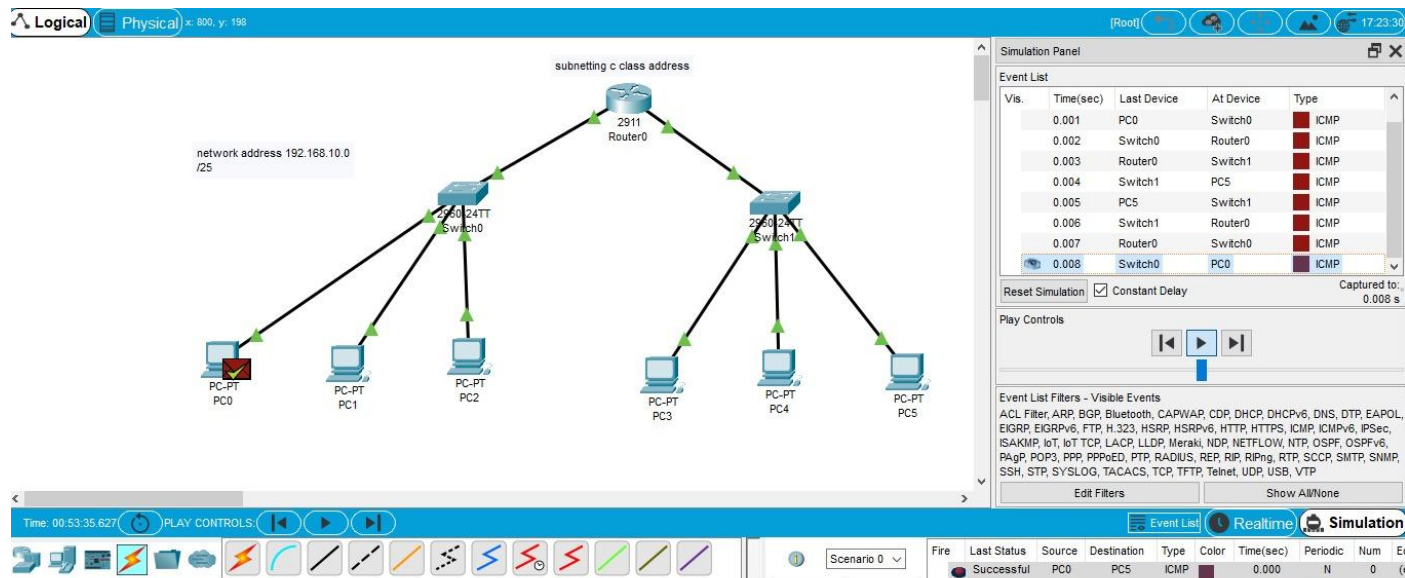 Logical Physical x: 800, y: 198 [Root] 17:23:30
subnetting c class address
2911
Router0
network address 192.168.10.0
/25
2960-24TT
Switch0
2960-24TT
Switch1
PC-PT
PC0
PC-PT
PC1
PC-PT
PC2
PC-PT
PC3
PC-PT
PC4
PC-PT
PC5
Simulation Panel
Event List
Vis. Time(sec) Last Device At Device Type
0.001 PC0 Switch0 ICMP
0.002 Switch0 Router0 ICMP
0.003 Router0 Switch1 ICMP
0.004 Switch1 PC5 ICMP
0.005 PC5 Switch1 ICMP
0.006 Switch1 Router0 ICMP
0.007 Router0 Switch0 ICMP
0.008 Switch0 PC0 ICMP
Reset Simulation Constant Delay Captured to:
0.008 s
Play Controls
Event List Filters - Visible Events
ACL Filter, ARP, BGP, Bluetooth, CAPWAP, CDP, DHCP, DHCPv6, DNS, DTP, EAPOL,
EIGRP, EIGRPv6, FTP, H.323, HSRP, HSRPv6, HTTP, HTTPS, ICMP, ICMPv6, IPSec,
ISAKMP, IoT, IoT TCP, LACP, LLDP, Meraki, NDP, NETFLOW, NTP, OSPF, OSPFv6,
PAgP, POP3, PPP, PPPoED, PTP, RADIUS, REP, RIP, RIPng, RTP, SCCP, SMTP, SNMP,
SSH, STP, SYSLOG, TACACS, TCP, TFTP, Telnet, UDP, USB, VTP
Edit Filters Show All/None
Time: 00:53:35.627 PLAY CONTROLS: Event List Realtime Simulation
Scenario 0 Fire Last Status Source Destination Type Color Time(sec) Periodic Num
Successful PC0 PC5 ICMP 0.000 N 0